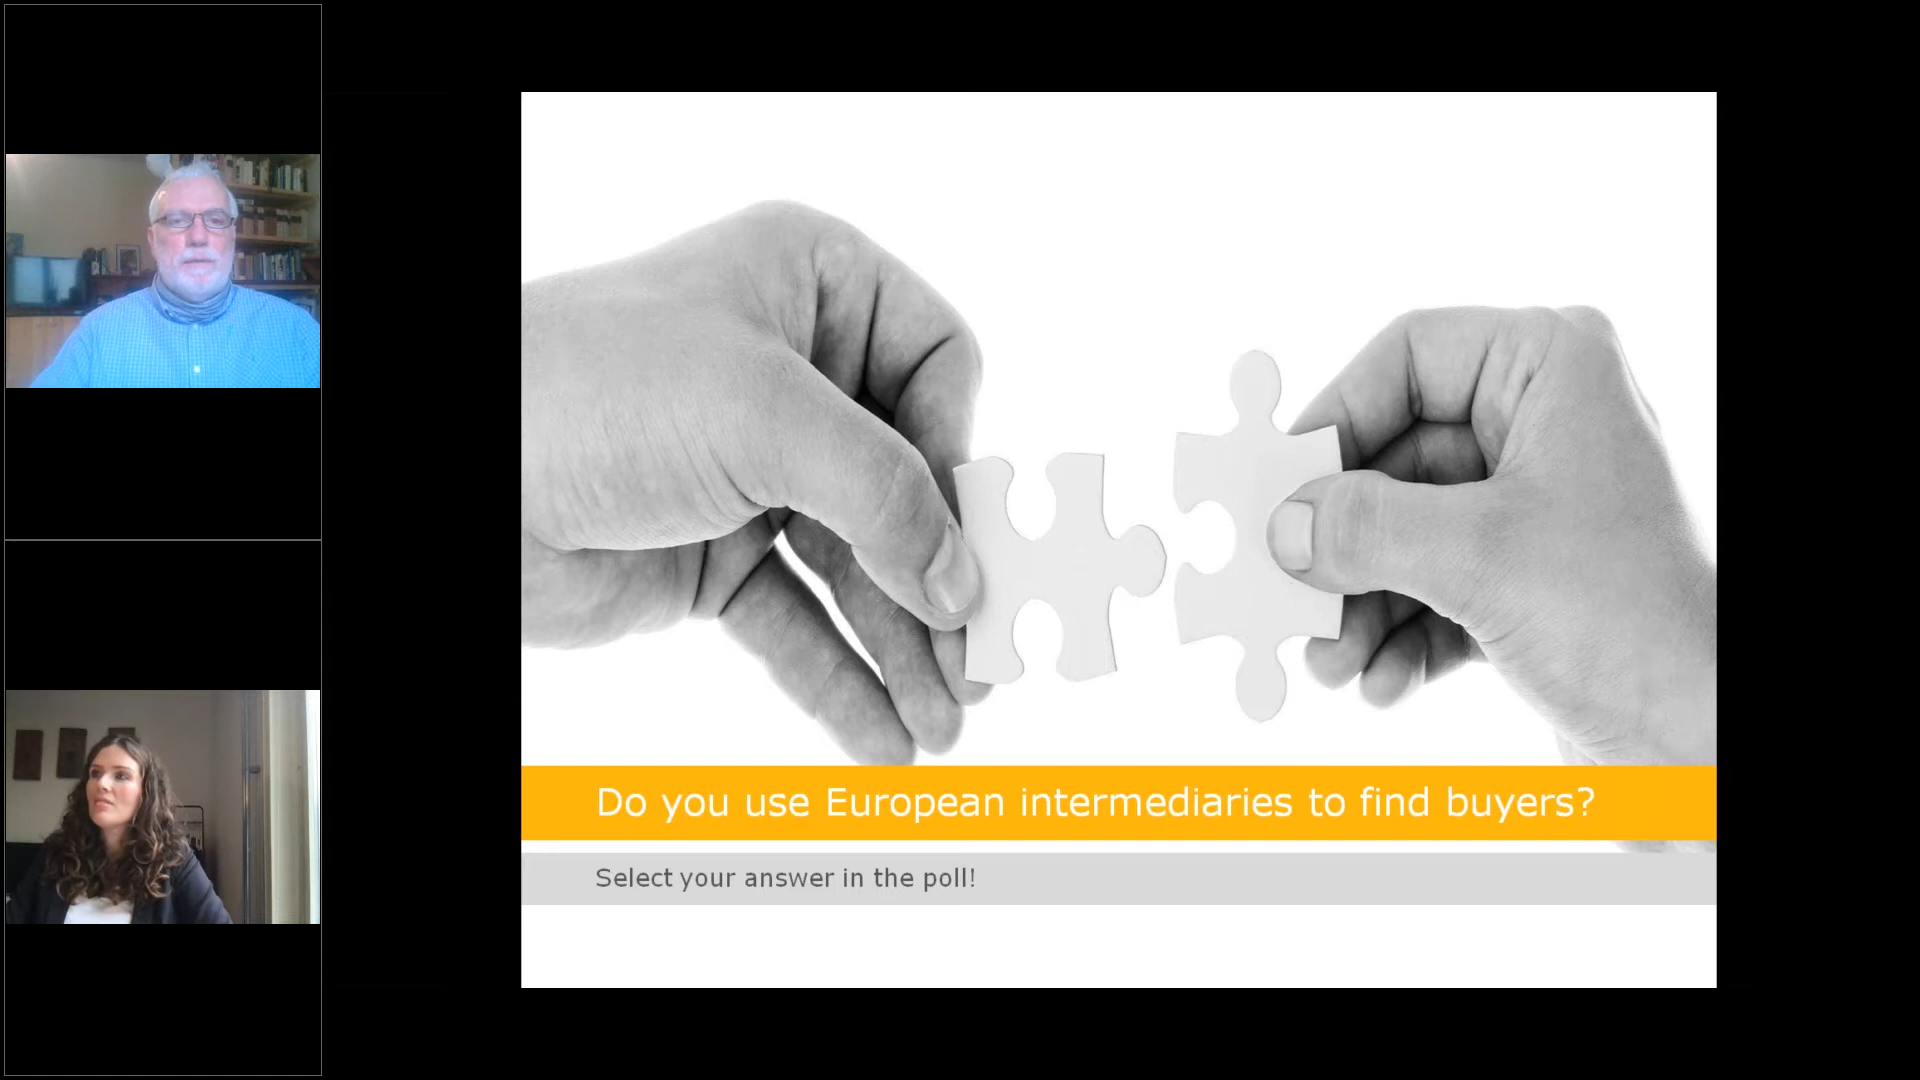 Do you use European intermediaries to find buyers?
Select your answer in the poll!